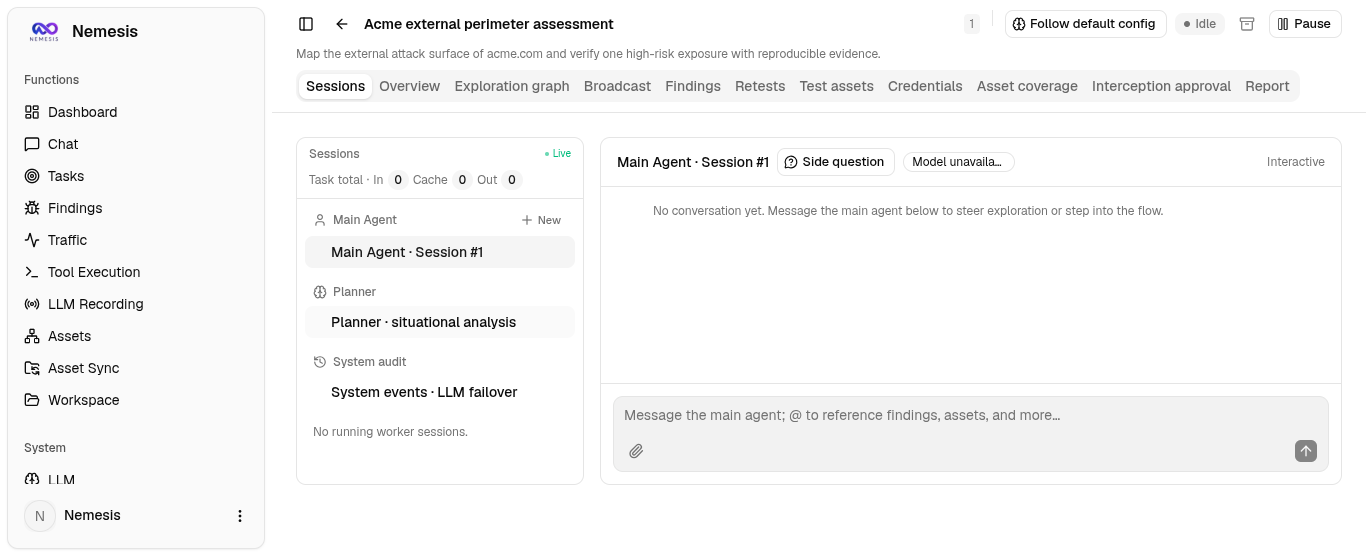 NEMESIS
Nemesis
Functions
Dashboard
Chat
Tasks
Findings
Traffic
Tool Execution
LLM Recording
Assets
Asset Sync
Workspace
System
LLM
N
Nemesis
Acme external perimeter assessment
1
Follow default config
Idle
Pause
Map the external attack surface of acme.com and verify one high-risk exposure with reproducible evidence.
Sessions Overview Exploration graph Broadcast Findings Retests Test assets Credentials Asset coverage Interception approval Report
Sessions
Live
Task total · In 0 Cache 0 Out 0
Main Agent
New
Main Agent · Session #1
Planner
Planner · situational analysis
System audit
System events · LLM failover
No running worker sessions.
Main Agent · Session #1
Side question
Model unavaila…
Interactive
No conversation yet. Message the main agent below to steer exploration or step into the flow.
Message the main agent; @ to reference findings, assets, and more…